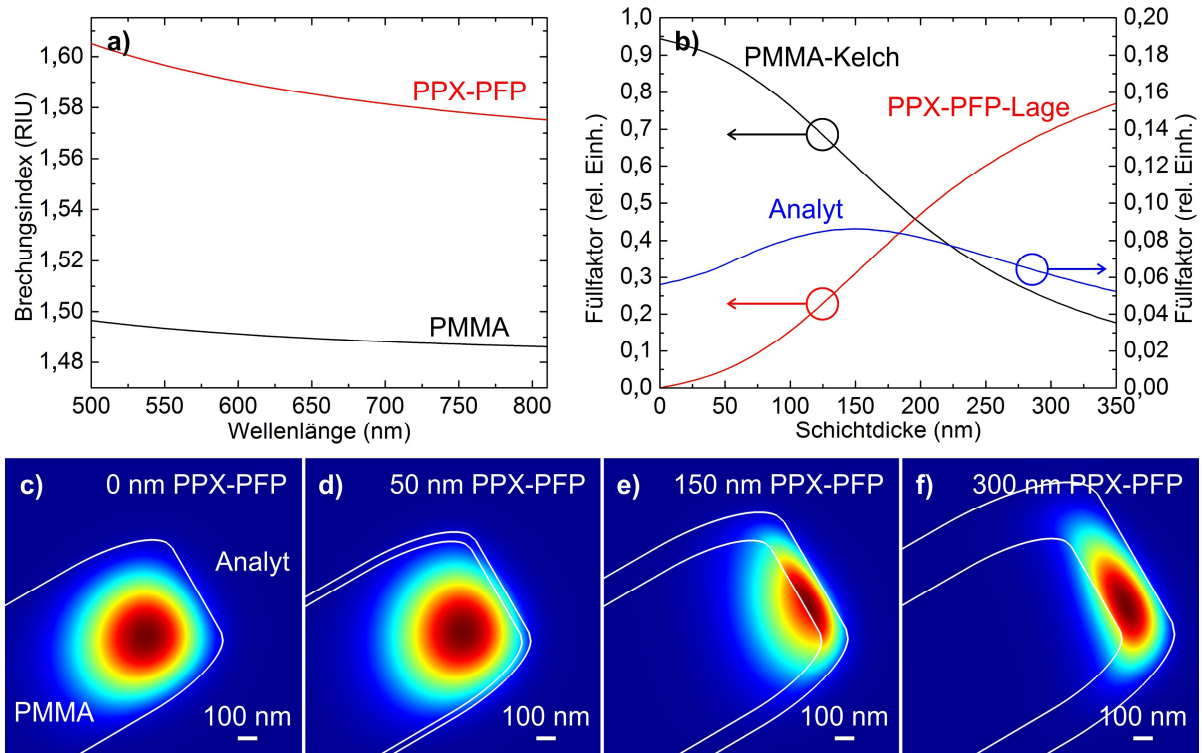 a)
1,60
1,58
1,56
1,54
1,52
1,50
1,48
Brechungsindex (RIU)
PPX-PFP
PMMA
500
550
600
650
700
750
800
Wellenlänge (nm)
b)
1,0
0,9
0,8
0,7
0,6
0,5
0,4
0,3
0,2
0,1
0,0
Füllfaktor (rel. Einh.)
PMMA-Kelch
PPX-PFP-Lage
Analyt
0,20
0,18
0,16
0,14
0,12
0,10
0,08
0,06
0,04
0,02
0,00
Füllfaktor (rel. Einh.)
0
50
100
150
200
250
300
350
Schichtdicke (nm)
c)
0 nm PPX-PFP
Analyt
PMMA
100 nm
d)
50 nm PPX-PFP
100 nm
e)
150 nm PPX-PFP
100 nm
f)
300 nm PPX-PFP
100 nm